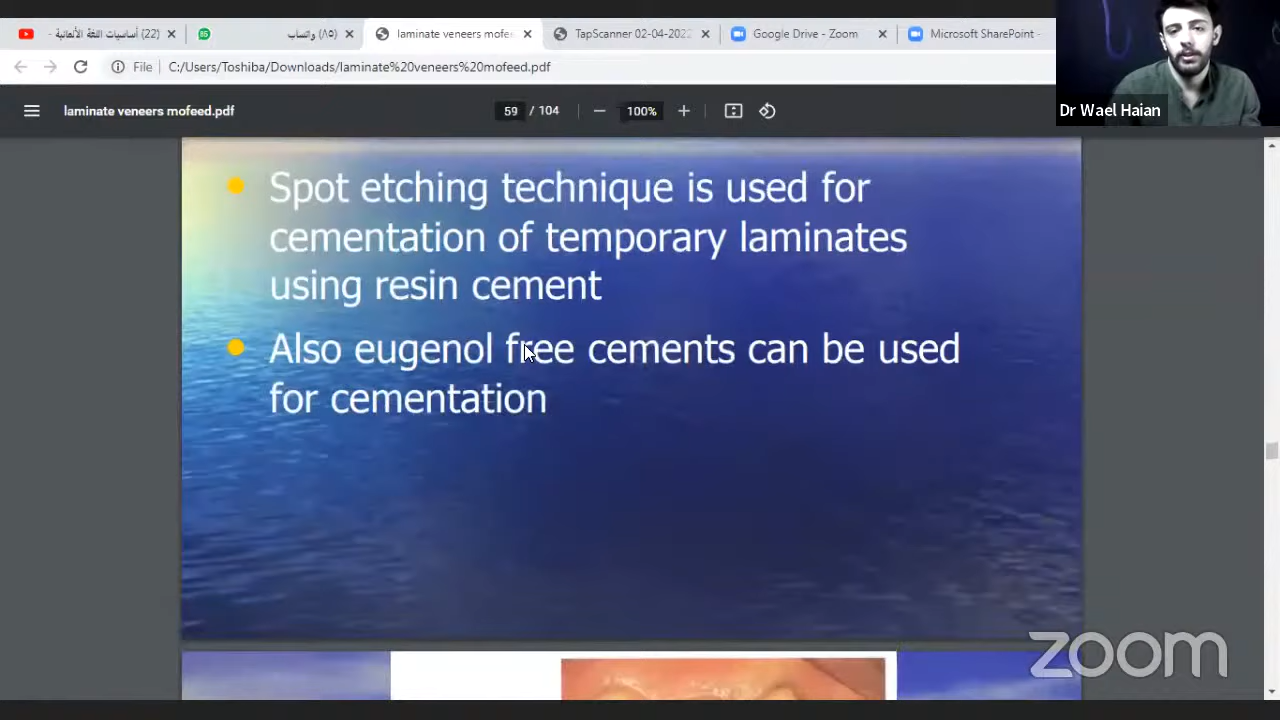 (22) أساسيات اللغة الألمانية -
(٨٥) واتساب
laminate veneers mofe
TapScanner 02-04-202
Google Drive - Zoom
Microsoft SharePoint -
File
C:/Users/Toshiba/Downloads/laminate%20veneers%20mofeed.pdf
Dr Wael Haian
laminate veneers mofeed.pdf
59 / 104
100%
Spot etching technique is used for
cementation of temporary laminates
using resin cement
Also eugenol free cements can be used
for cementation
zoom